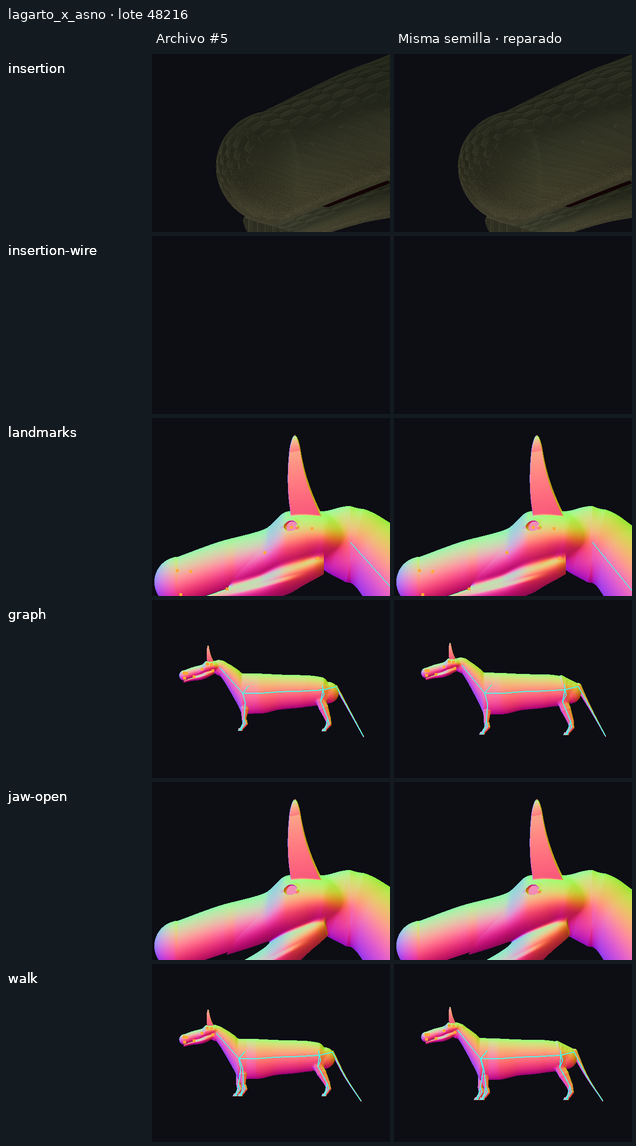 lagarto_x_asno · lote 48216
Archivo #5
Misma semilla · reparado
insertion
insertion-wire
landmarks
graph
jaw-open
walk